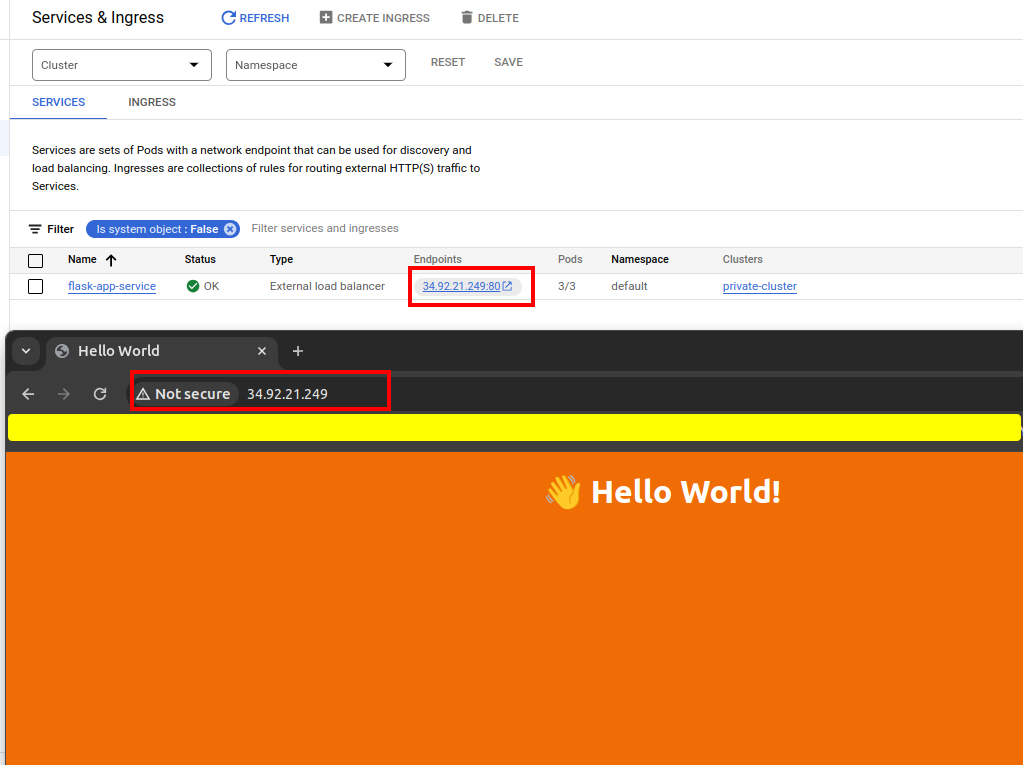 Services & Ingress REFRESH CREATE INGRESS DELETE
Cluster Namespace RESET SAVE
SERVICES INGRESS
Services are sets of Pods with a network endpoint that can be used for discovery and
load balancing. Ingresses are collections of rules for routing external HTTP(S) traffic to
Services.
Filter Is system object : False Filter services and ingresses
Name Status Type Endpoints Pods Namespace Clusters
flask-app-service OK External load balancer 34.92.21.249:80 3/3 default private-cluster
Hello World
Not secure 34.92.21.249
👋 Hello World!